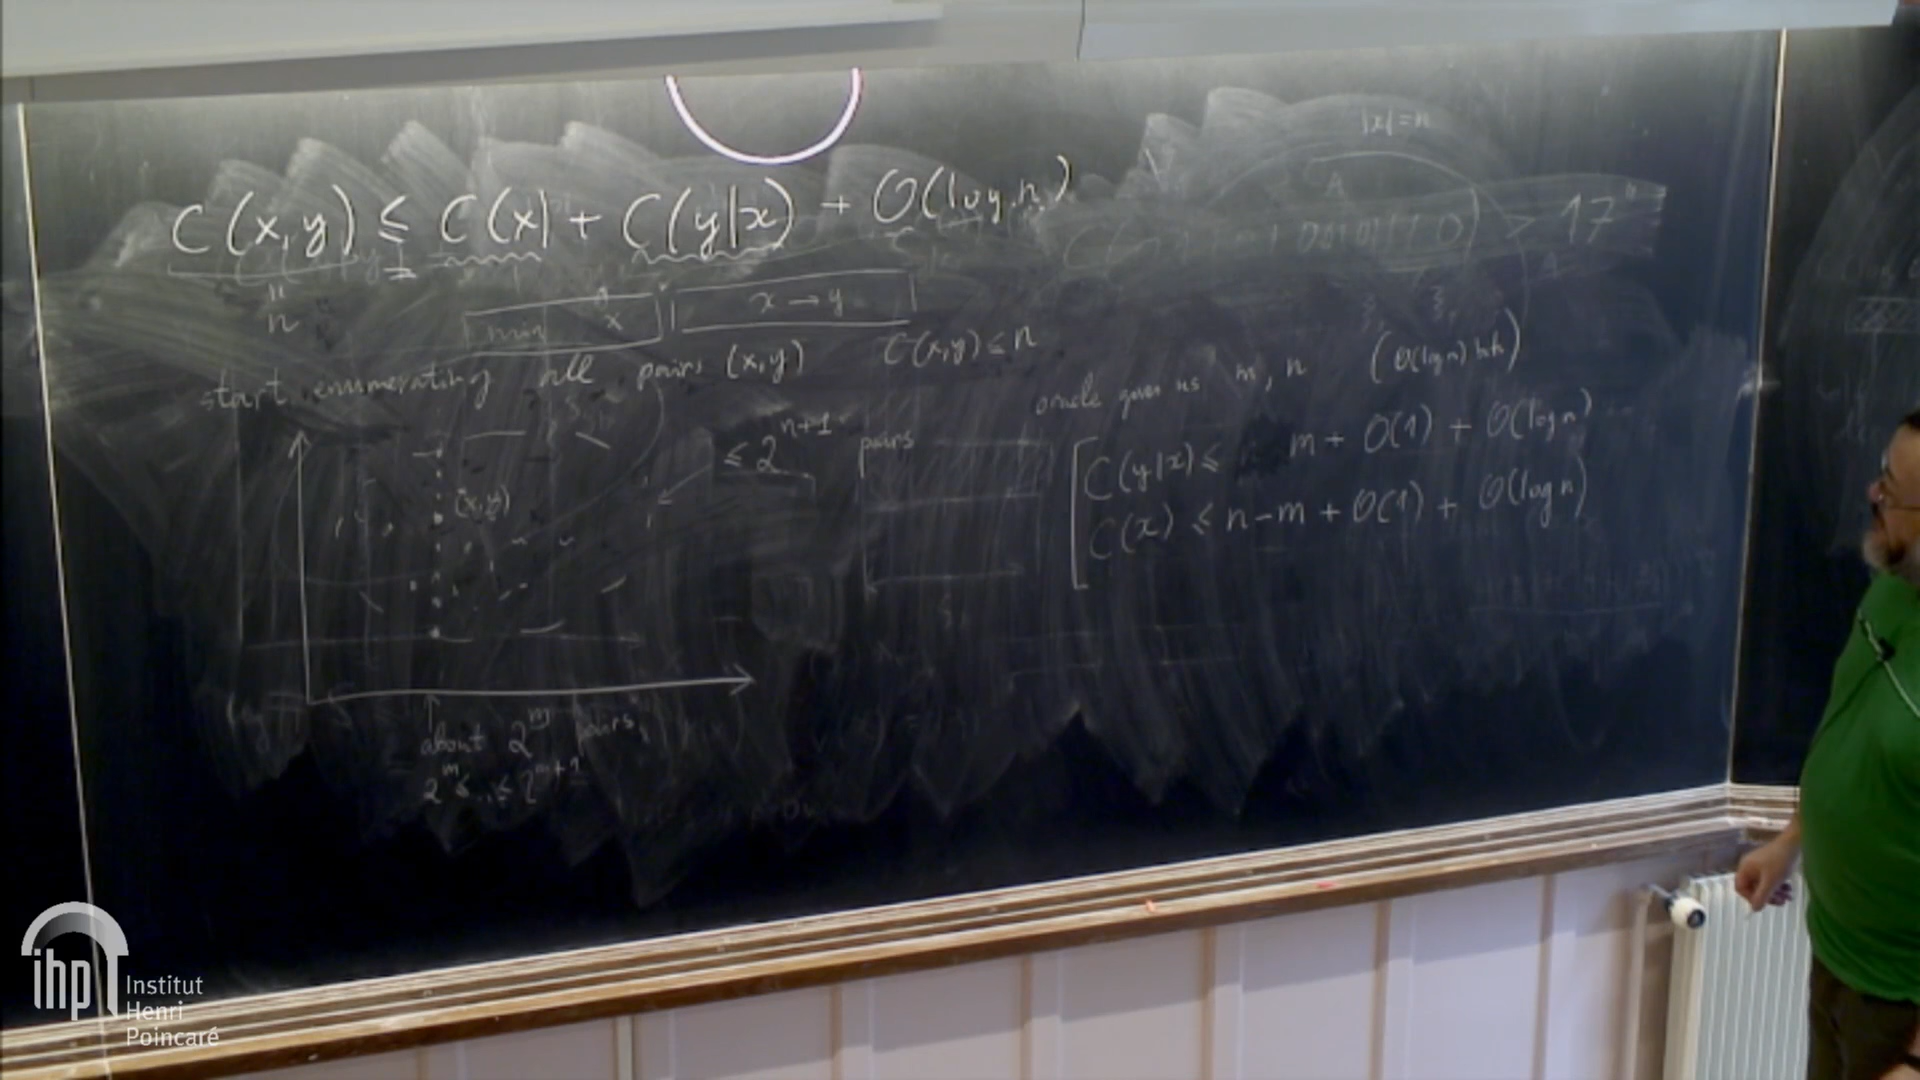 |x|=n
C(x,y) ≤ C(x) + C(y|x) + O(log n)
> 17"
n
min x
x → y
start enumerating all pairs (x,y) C(x,y) ≤ n
oracle gives us m, n (O(log n) bits)
≤ 2^{n+1} pairs
C(y|x) ≤ m + O(1) + O(log n)
C(x) ≤ n-m + O(1) + O(log n)
(x,y)
about 2^m pairs
2^m ≤ ... ≤ 2^{m+1}
ihp Institut
Henri
Poincaré